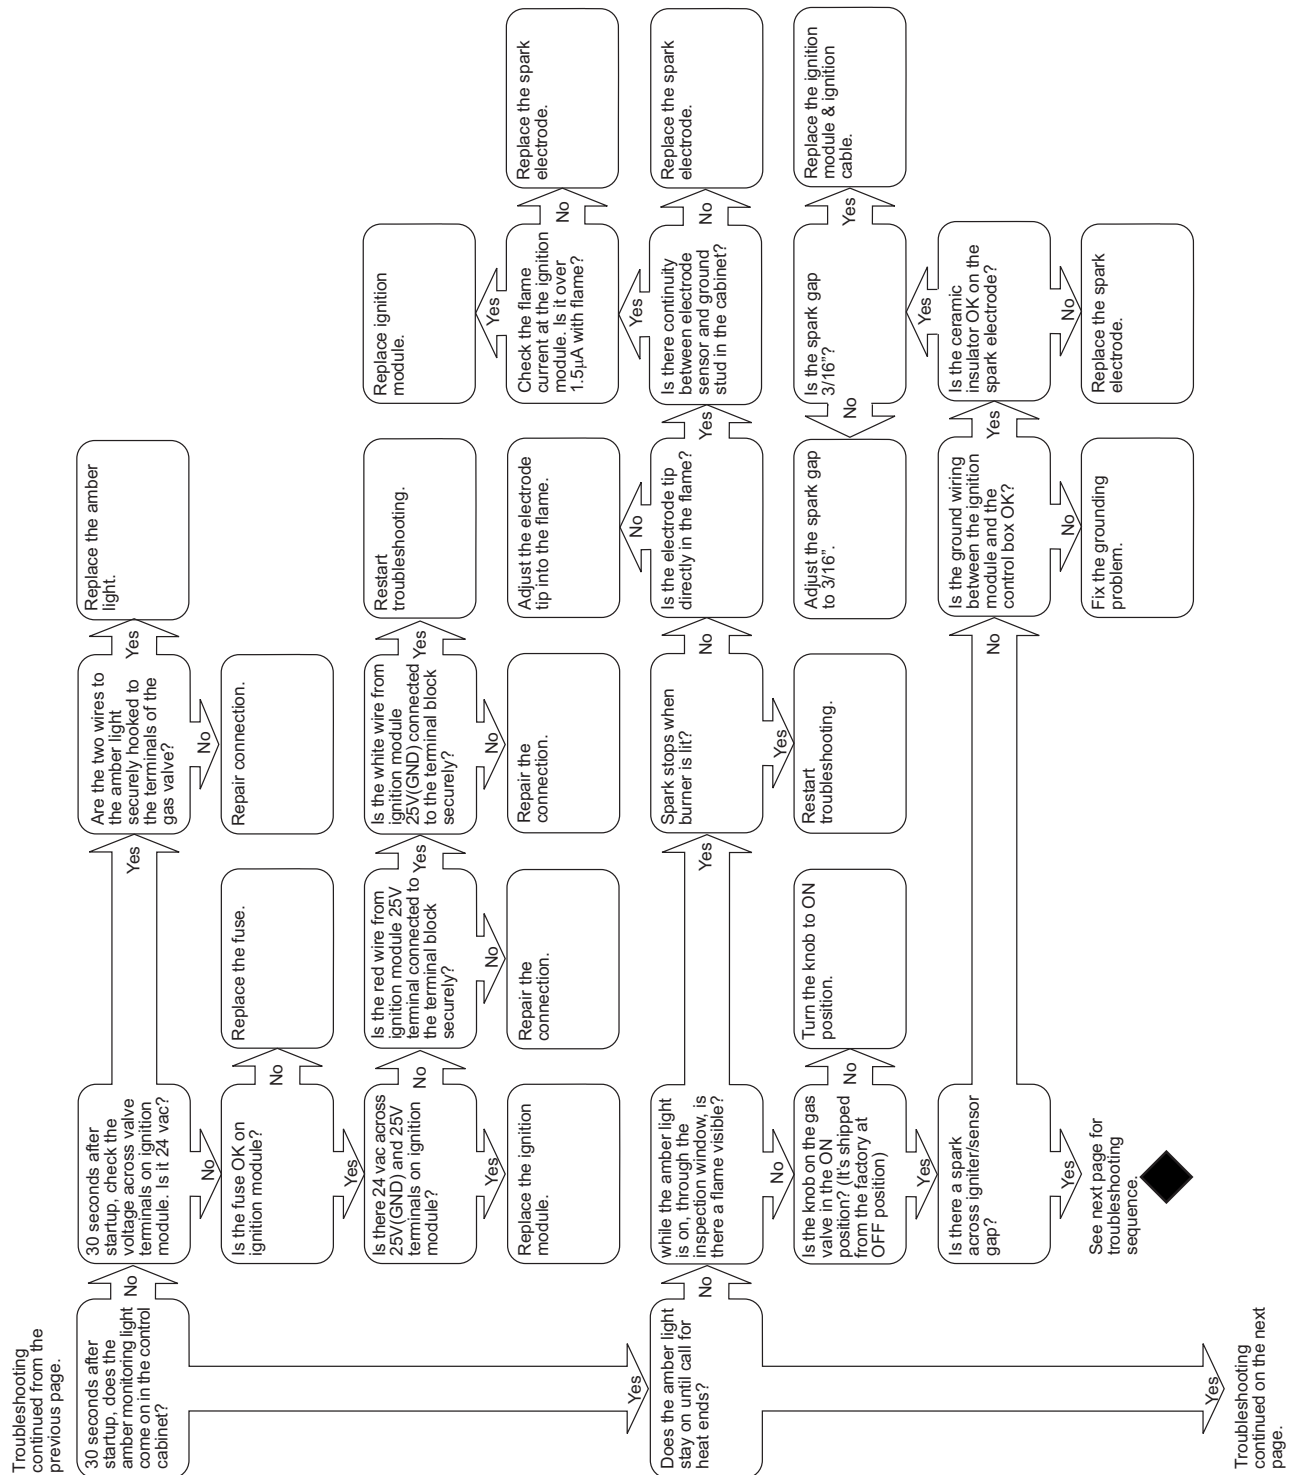 Troubleshooting
continued from the
previous page.
30 seconds after
startup, does the
amber monitoring light
come on in the control
cabinet?
No
Yes
30 seconds after
startup, check the
voltage across valve
terminals on ignition
module. Is it 24 vac?
Yes
No
Are the two wires to
the amber light
securely hooked to
the terminals of the
gas valve?
Yes
No
Replace the amber
light.
Repair connection.
Is the fuse OK on
ignition module?
No
Yes
Replace the fuse.
Is there 24 vac across
25V(GND) and 25V
terminals on ignition
module?
No
Yes
Is the red wire from
ignition module 25V
terminal connected to
the terminal block
securely?
Yes
No
Is the white wire from
ignition module
25V(GND) connected
to the terminal block
securely?
Yes
No
Restart
troubleshooting.
Replace the ignition
module.
Repair the
connection.
Repair the
connection.
Does the amber light
stay on until call for
heat ends?
No
Yes
while the amber light
is on, through the
inspection window, is
there a flame visible?
Yes
No
Spark stops when
burner is lit?
No
Yes
Is the electrode tip
directly in the flame?
No
Yes
Adjust the electrode
tip into the flame.
Is there continuity
between electrode
sensor and ground
stud in the cabinet?
Yes
No
Replace the spark
electrode.
Check the flame
current at the ignition
module. Is it over
1.5µA with flame?
Yes
No
Replace ignition
module.
Replace the spark
electrode.
Restart
troubleshooting.
Is the knob on the gas
valve in the ON
position? (It's shipped
from the factory at
OFF position)
No
Yes
Turn the knob to ON
position.
Is there a spark
across igniter/sensor
gap?
No
Yes
Is the ground wiring
between the ignition
module and the
control box OK?
Yes
No
Fix the grounding
problem.
Is the ceramic
insulator OK on the
spark electrode?
Yes
No
Replace the spark
electrode.
Is the spark gap
3/16”?
No
Yes
Adjust the spark gap
to 3/16”.
Replace the ignition
module & ignition
cable.
See next page for
troubleshooting
sequence.
Troubleshooting
continued on the next
page.